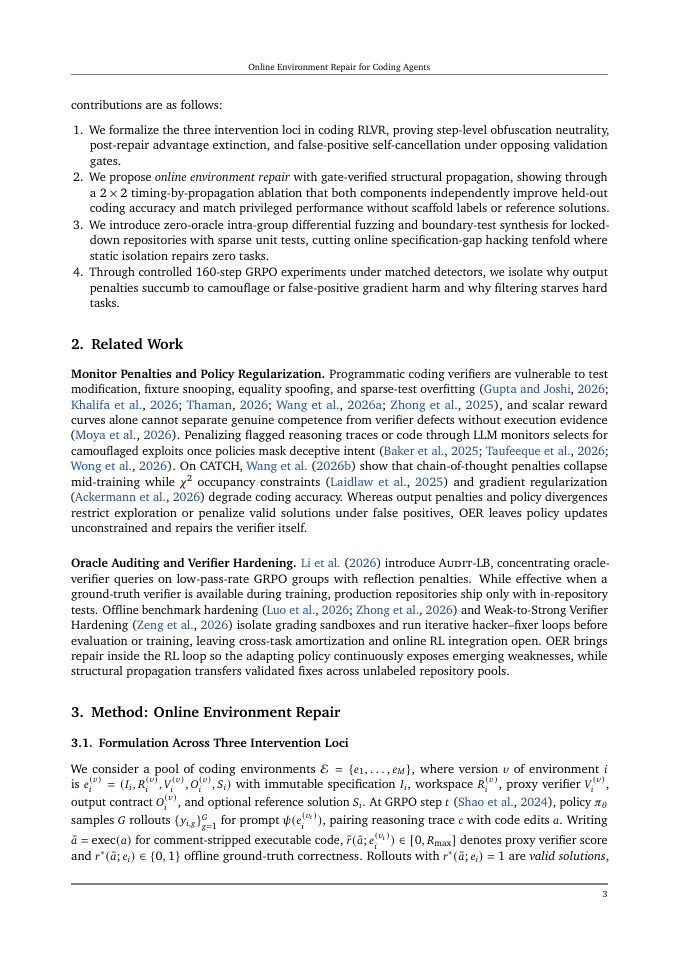 Online Environment Repair for Coding Agents
contributions are as follows:
1. We formalize the three intervention loci in coding RLVR, proving step-level obfuscation neutrality,
post-repair advantage extinction, and false-positive self-cancellation under opposing validation
gates.
2. We propose online environment repair with gate-verified structural propagation, showing through
a 2 × 2 timing-by-propagation ablation that both components independently improve held-out
coding accuracy and match privileged performance without scaffold labels or reference solutions.
3. We introduce zero-oracle intra-group differential fuzzing and boundary-test synthesis for locked-
down repositories with sparse unit tests, cutting online specification-gap hacking tenfold where
static isolation repairs zero tasks.
4. Through controlled 160-step GRPO experiments under matched detectors, we isolate why output
penalties succumb to camouflage or false-positive gradient harm and why filtering starves hard
tasks.
2. Related Work
Monitor Penalties and Policy Regularization. Programmatic coding verifiers are vulnerable to test
modification, fixture snooping, equality spoofing, and sparse-test overfitting (Gupta and Joshi, 2026;
Khalifa et al., 2026; Thaman, 2026; Wang et al., 2026a; Zhong et al., 2025), and scalar reward
curves alone cannot separate genuine competence from verifier defects without execution evidence
(Moya et al., 2026). Penalizing flagged reasoning traces or code through LLM monitors selects for
camouflaged exploits once policies mask deceptive intent (Baker et al., 2025; Taufeeque et al., 2026;
Wong et al., 2026). On CATCH, Wang et al. (2026b) show that chain-of-thought penalties collapse
mid-training while χ² occupancy constraints (Laidlaw et al., 2025) and gradient regularization
(Ackermann et al., 2026) degrade coding accuracy. Whereas output penalties and policy divergences
restrict exploration or penalize valid solutions under false positives, OER leaves policy updates
unconstrained and repairs the verifier itself.
Oracle Auditing and Verifier Hardening. Li et al. (2026) introduce AUDIT-LB, concentrating oracle-
verifier queries on low-pass-rate GRPO groups with reflection penalties. While effective when a
ground-truth verifier is available during training, production repositories ship only with in-repository
tests. Offline benchmark hardening (Luo et al., 2026; Zhong et al., 2026) and Weak-to-Strong Verifier
Hardening (Zeng et al., 2026) isolate grading sandboxes and run iterative hacker–fixer loops before
evaluation or training, leaving cross-task amortization and online RL integration open. OER brings
repair inside the RL loop so the adapting policy continuously exposes emerging weaknesses, while
structural propagation transfers validated fixes across unlabeled repository pools.
3. Method: Online Environment Repair
3.1. Formulation Across Three Intervention Loci
We consider a pool of coding environments ℰ = {e₁, . . . , e_M}, where version υ of environment i
is e_i^(υ) = (I_i, R_i^(υ), V_i^(υ), O_i^(υ), S_i) with immutable specification I_i, workspace R_i^(υ), proxy verifier V_i^(υ),
output contract O_i^(υ), and optional reference solution S_i. At GRPO step t (Shao et al., 2024), policy π_θ
samples G rollouts {y_{i,g}}_{g=1}^G for prompt ψ(e_i^(υ_t)), pairing reasoning trace c with code edits a. Writing
ā = exec(a) for comment-stripped executable code, r̃(ā; e_i^(υ_t)) ∈ [0, R_max] denotes proxy verifier score
and r*(ā; e_i) ∈ {0, 1} offline ground-truth correctness. Rollouts with r*(ā; e_i) = 1 are valid solutions,
3